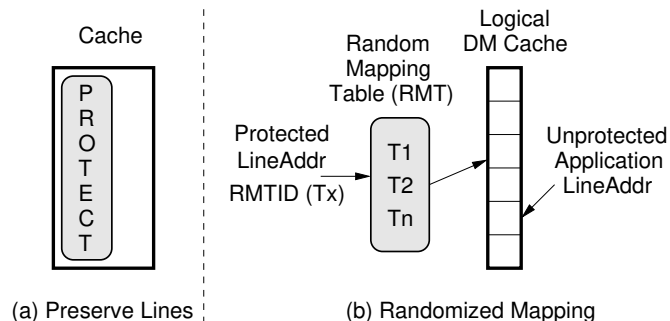 Cache
P
R
O
T
E
C
T
(a) Preserve Lines
Random
Mapping
Table (RMT)
Logical
DM Cache
Protected
LineAddr
RMTID (Tx)
T1
T2
Tn
Unprotected
Application
LineAddr
(b) Randomized Mapping